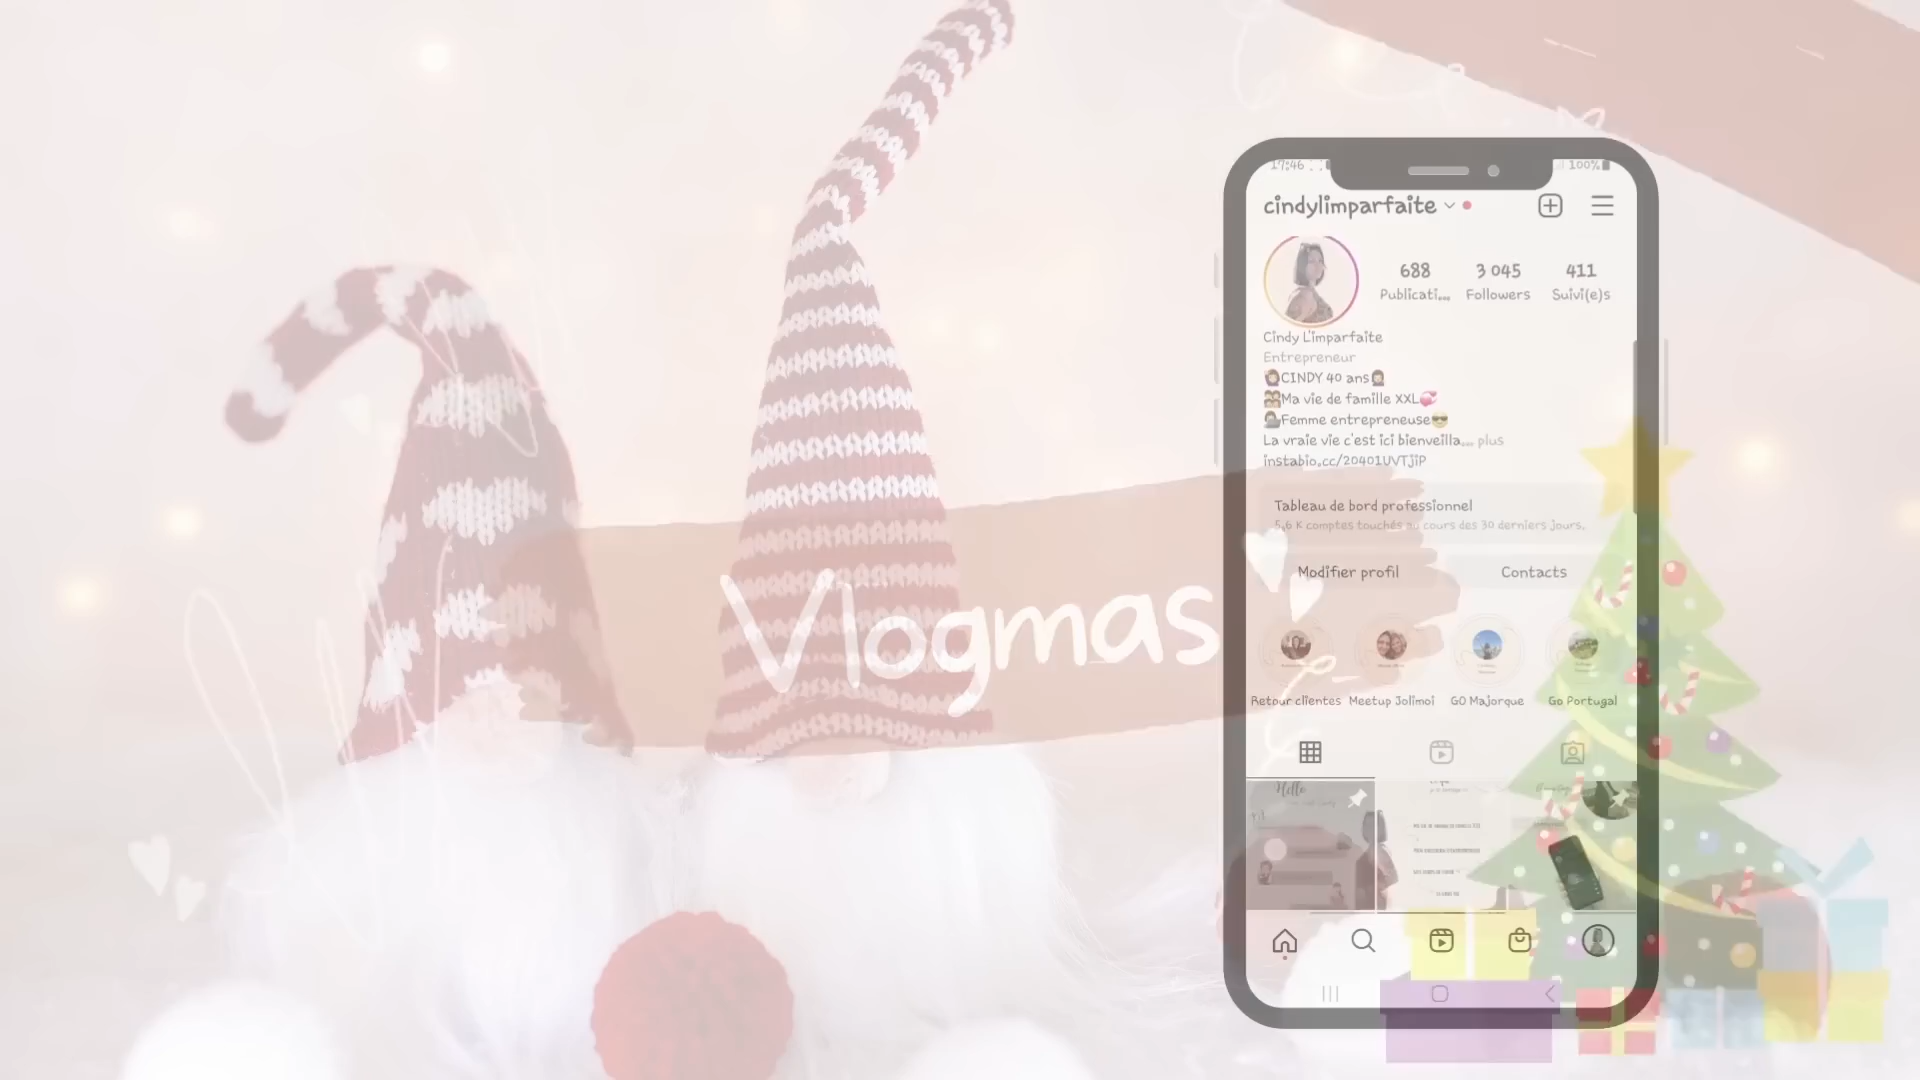 Vlogmas
17:46
100%
cindylimparfaite
688
3 045
411
Publicati...
Followers
Suivi(e)s
Cindy L'imparfaite
Entrepreneur
CINDY 40 ans
Ma vie de famille XXL
Femme entrepreneuse
La vraie vie c'est ici bienveilla... plus
instabio.cc/20401UVTjiP
Tableau de bord professionnel
5,6 K comptes touchés au cours des 30 derniers jours.
Modifier profil
Contacts
Retour clientes
Meetup Jolimoi
GO Majorque
Go Portugal
Hello